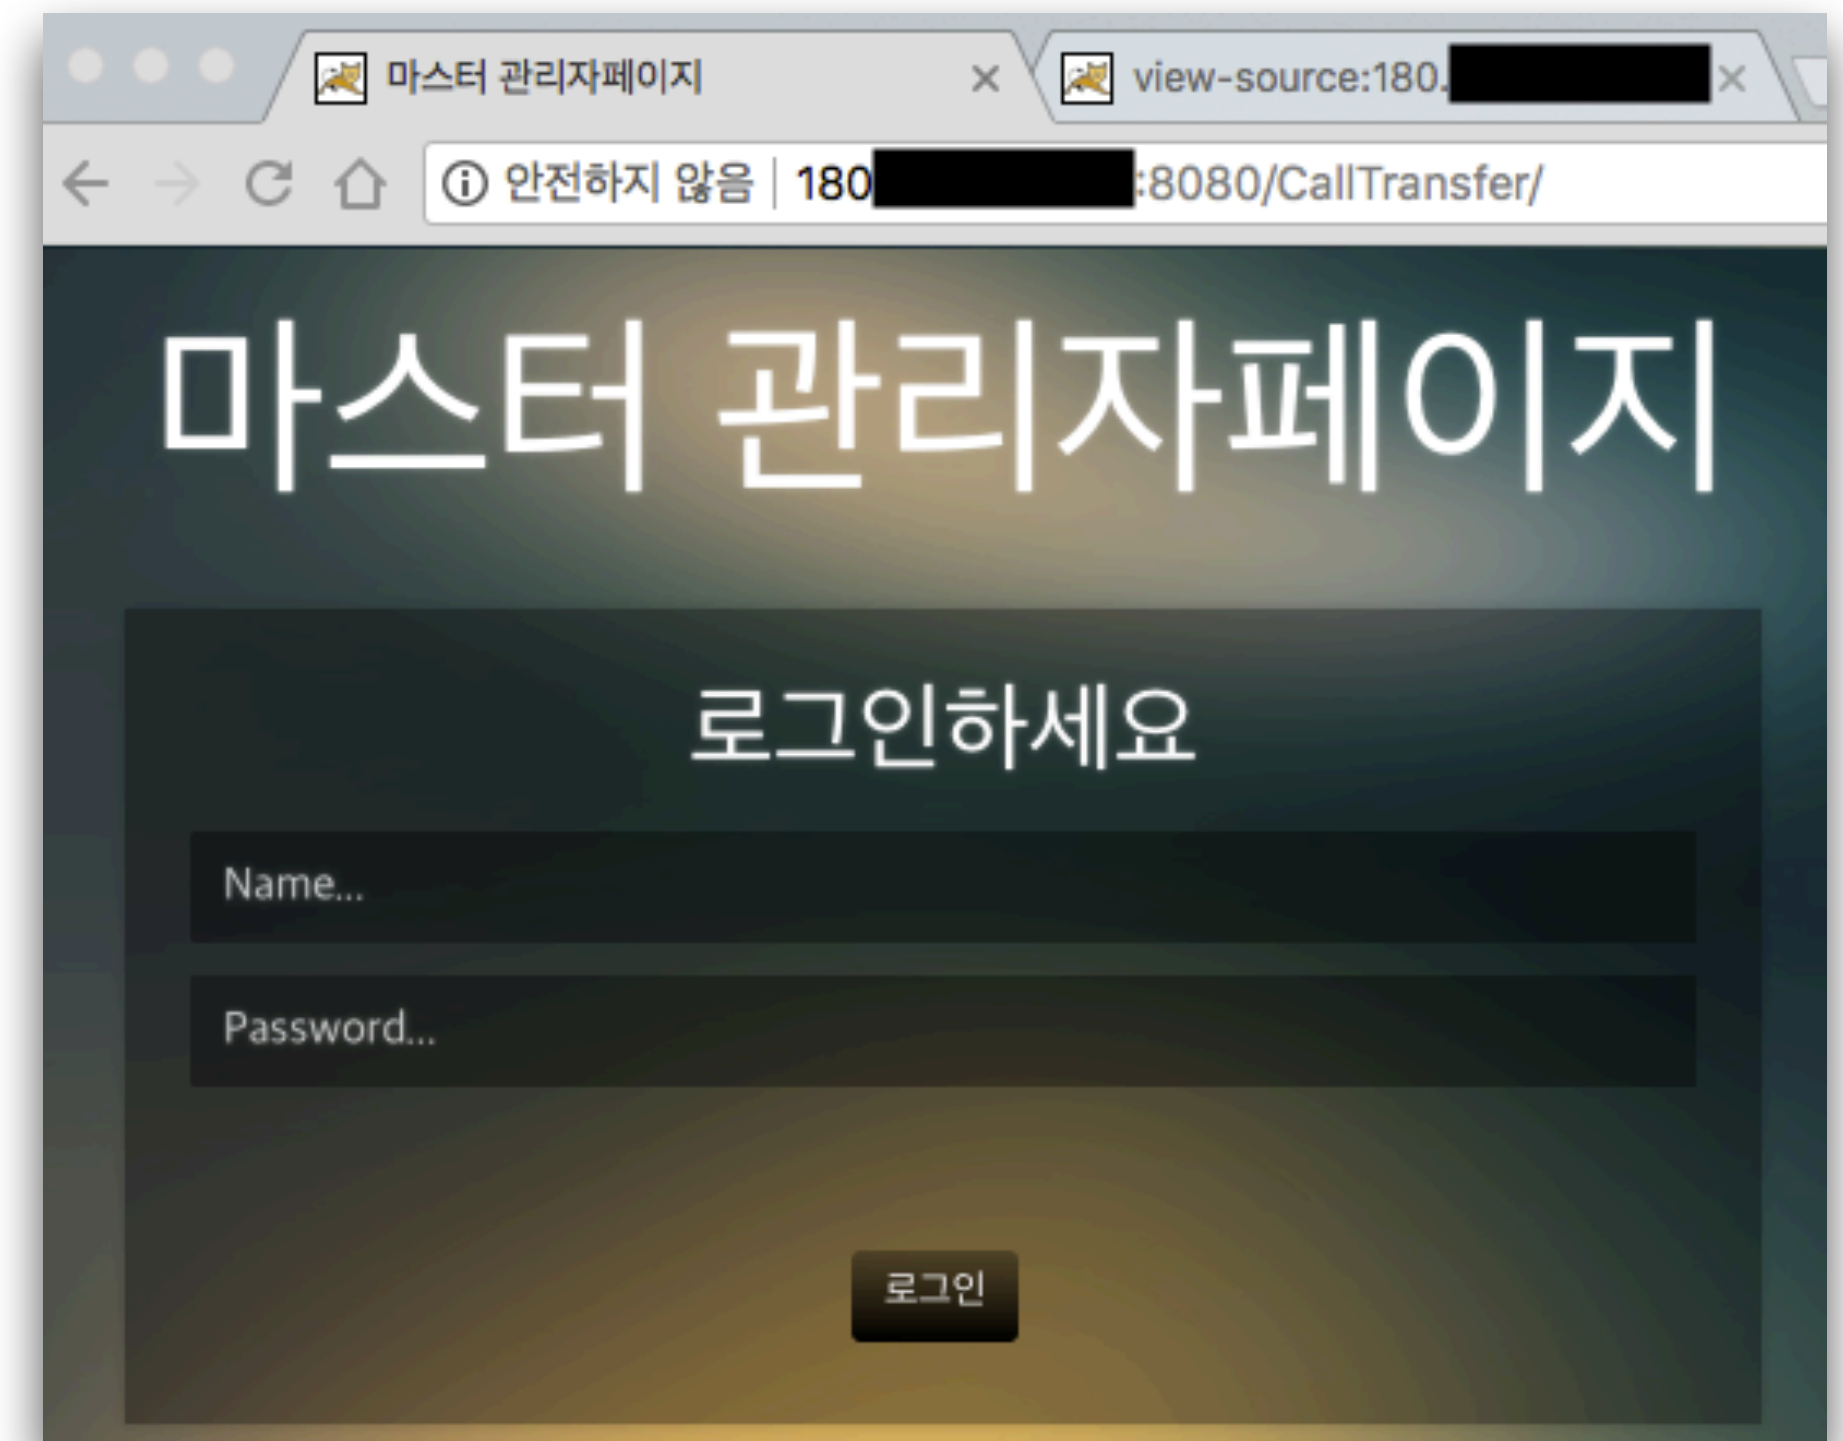 마스터 관리자페이지
view-source:180.
안전하지 않음 180 :8080/CallTransfer/
마스터 관리자페이지
로그인하세요
Name...
Password...
로그인